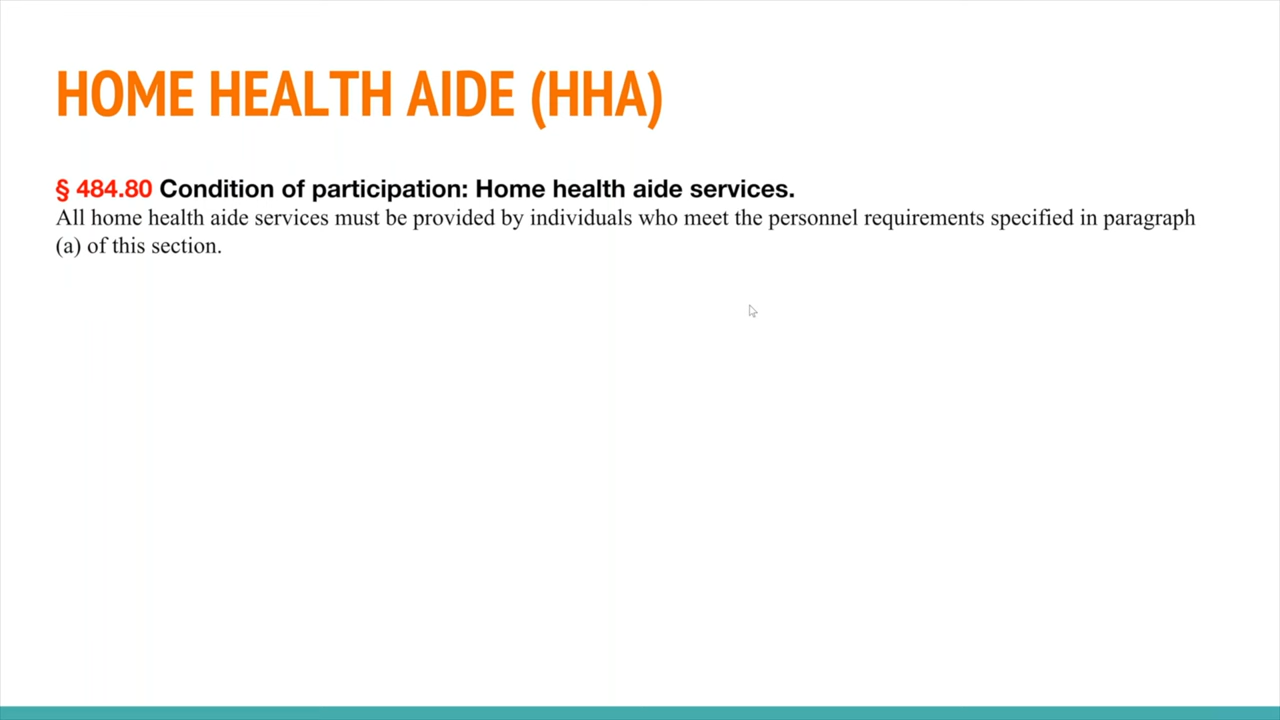 HOME HEALTH AIDE (HHA)
§ 484.80 Condition of participation: Home health aide services.
All home health aide services must be provided by individuals who meet the personnel requirements specified in paragraph
(a) of this section.